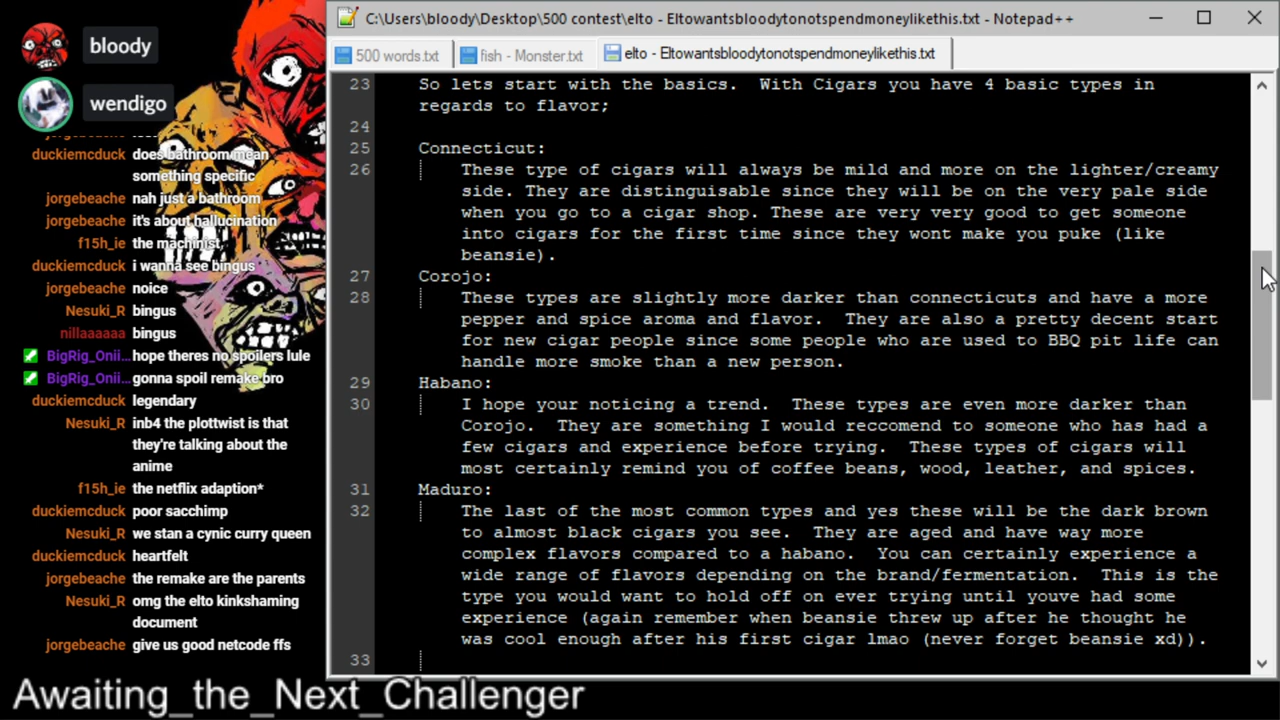 bloody
wendigo
duckiemcduck does bathroom mean
something specific
jorgebeache nah just a bathroom
jorgebeache it's about hallucination
f15h_ie the machinist,
duckiemcduck i wanna see bingus
jorgebeache noice
Nesuki_R bingus
nillaaaaaa bingus
BigRig_Onii... hope theres no spoilers lule
BigRig_Onii... gonna spoil remake bro
duckiemcduck legendary
Nesuki_R inb4 the plottwist is that
they're talking about the
anime
f15h_ie the netflix adaption*
duckiemcduck poor sacchimp
Nesuki_R we stan a cynic curry queen
duckiemcduck heartfelt
jorgebeache the remake are the parents
Nesuki_R omg the elto kinkshaming
document
jorgebeache give us good netcode ffs
Awaiting_the_Next_Challenger
C:\Users\bloody\Desktop\500 contest\elto - Eltowantsbloodytonotspendmoneylikethis.txt - Notepad++
500 words.txt fish - Monster.txt elto - Eltowantsbloodytonotspendmoneylikethis.txt
23 So lets start with the basics.  With Cigars you have 4 basic types in
regards to flavor;
24
25 Connecticut:
26 These type of cigars will always be mild and more on the lighter/creamy
side. They are distinguisable since they will be on the very pale side
when you go to a cigar shop. These are very very good to get someone
into cigars for the first time since they wont make you puke (like
beansie).
27 Corojo:
28 These types are slightly more darker than connecticuts and have a more
pepper and spice aroma and flavor.  They are also a pretty decent start
for new cigar people since some people who are used to BBQ pit life can
handle more smoke than a new person.
29 Habano:
30 I hope your noticing a trend.  These types are even more darker than
Corojo.  They are something I would reccomend to someone who has had a
few cigars and experience before trying.  These types of cigars will
most certainly remind you of coffee beans, wood, leather, and spices.
31 Maduro:
32 The last of the most common types and yes these will be the dark brown
to almost black cigars you see.  They are aged and have way more
complex flavors compared to a habano.  You can certainly experience a
wide range of flavors depending on the brand/fermentation.  This is the
type you would want to hold off on ever trying until youve had some
experience (again remember when beansie threw up after he thought he
was cool enough after his first cigar lmao (never forget beansie xd)).
33